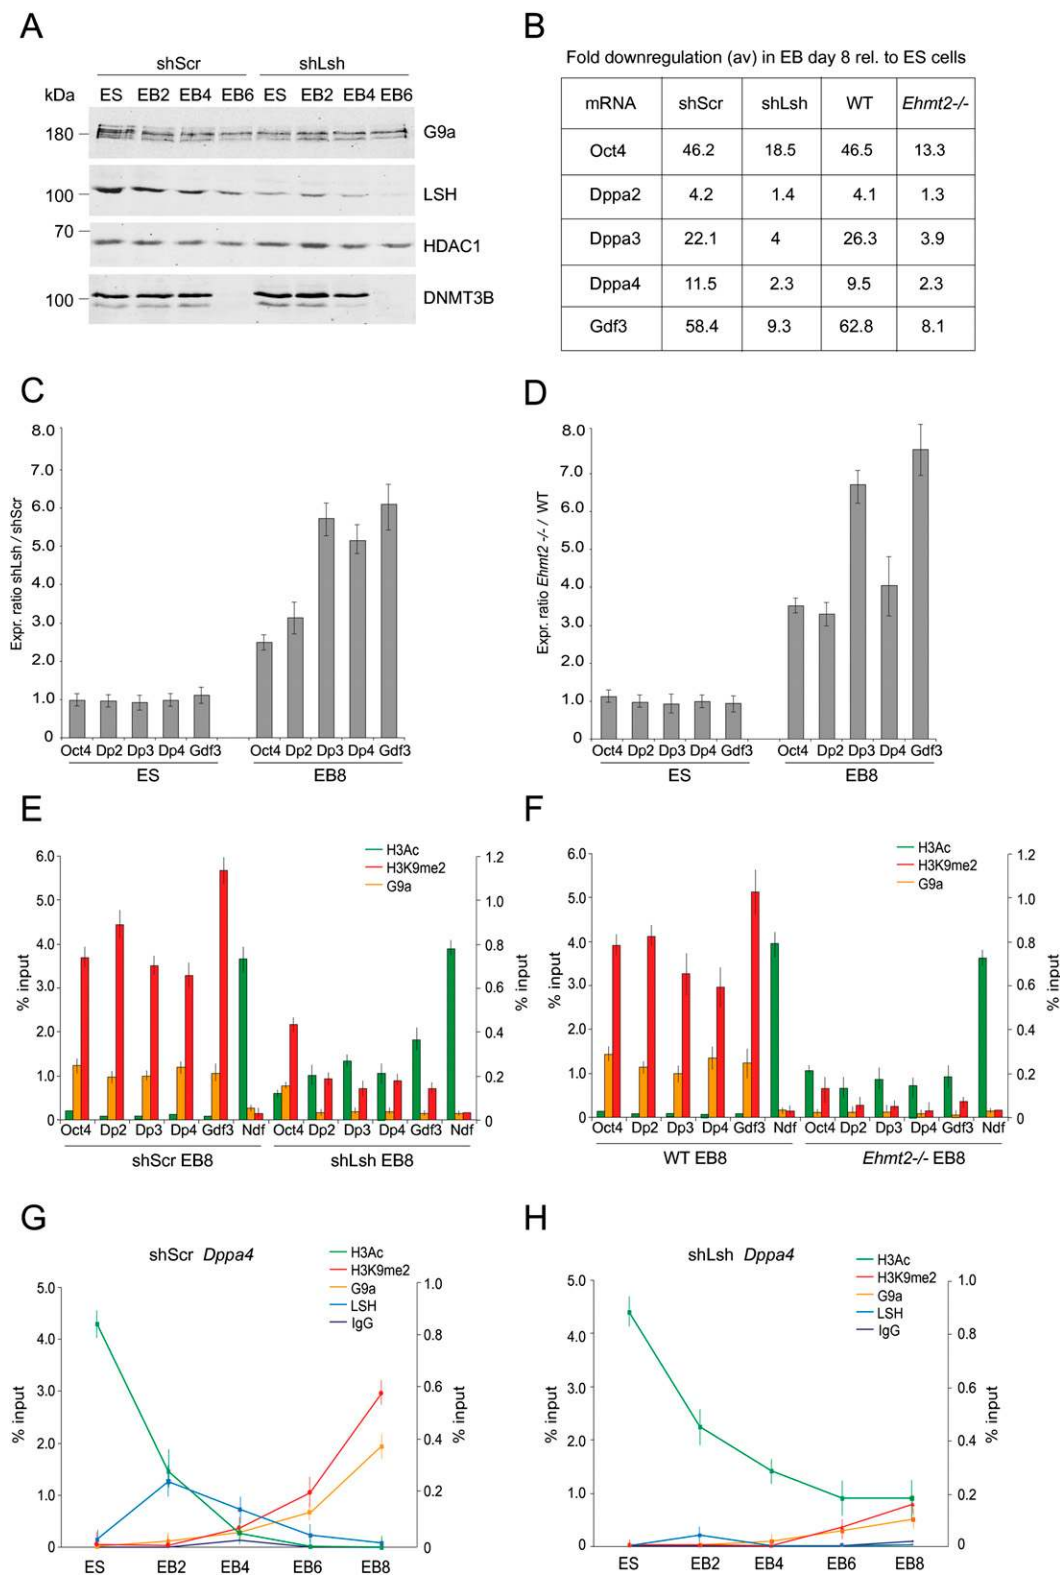 A
shScr shLsh
kDa ES EB2 EB4 EB6 ES EB2 EB4 EB6
180 G9a
100 LSH
70
HDAC1
100 DNMT3B
B
Fold downregulation (av) in EB day 8 rel. to ES cells
mRNA shScr shLsh WT Ehmt2-/-
Oct4 46.2 18.5 46.5 13.3
Dppa2 4.2 1.4 4.1 1.3
Dppa3 22.1 4 26.3 3.9
Dppa4 11.5 2.3 9.5 2.3
Gdf3 58.4 9.3 62.8 8.1
C
Expr. ratio shLsh / shScr
8.0
7.0
6.0
5.0
4.0
3.0
2.0
1.0
0
Oct4 Dp2 Dp3 Dp4 Gdf3 Oct4 Dp2 Dp3 Dp4 Gdf3
ES EB8
D
Expr. ratio Ehmt2 -/- / WT
8.0
7.0
6.0
5.0
4.0
3.0
2.0
1.0
0
Oct4 Dp2 Dp3 Dp4 Gdf3 Oct4 Dp2 Dp3 Dp4 Gdf3
ES EB8
E
H3Ac
H3K9me2
G9a
% input
6.0
5.0
4.0
3.0
2.0
1.0
0
1.2
1.0
0.8
0.6
0.4
0.2
0
% input
Oct4 Dp2 Dp3 Dp4 Gdf3 Ndf Oct4 Dp2 Dp3 Dp4 Gdf3 Ndf
shScr EB8 shLsh EB8
F
H3Ac
H3K9me2
G9a
% input
6.0
5.0
4.0
3.0
2.0
1.0
0
1.2
1.0
0.8
0.6
0.4
0.2
0
% input
Oct4 Dp2 Dp3 Dp4 Gdf3 Ndf Oct4 Dp2 Dp3 Dp4 Gdf3 Ndf
WT EB8 Ehmt2-/- EB8
G
shScr Dppa4
H3Ac
H3K9me2
G9a
LSH
IgG
% input
5.0
4.0
3.0
2.0
1.0
0
1.0
0.8
0.6
0.4
0.2
0
% input
ES EB2 EB4 EB6 EB8
H
shLsh Dppa4
H3Ac
H3K9me2
G9a
LSH
IgG
% input
5.0
4.0
3.0
2.0
1.0
0
1.0
0.8
0.6
0.4
0.2
0
% input
ES EB2 EB4 EB6 EB8